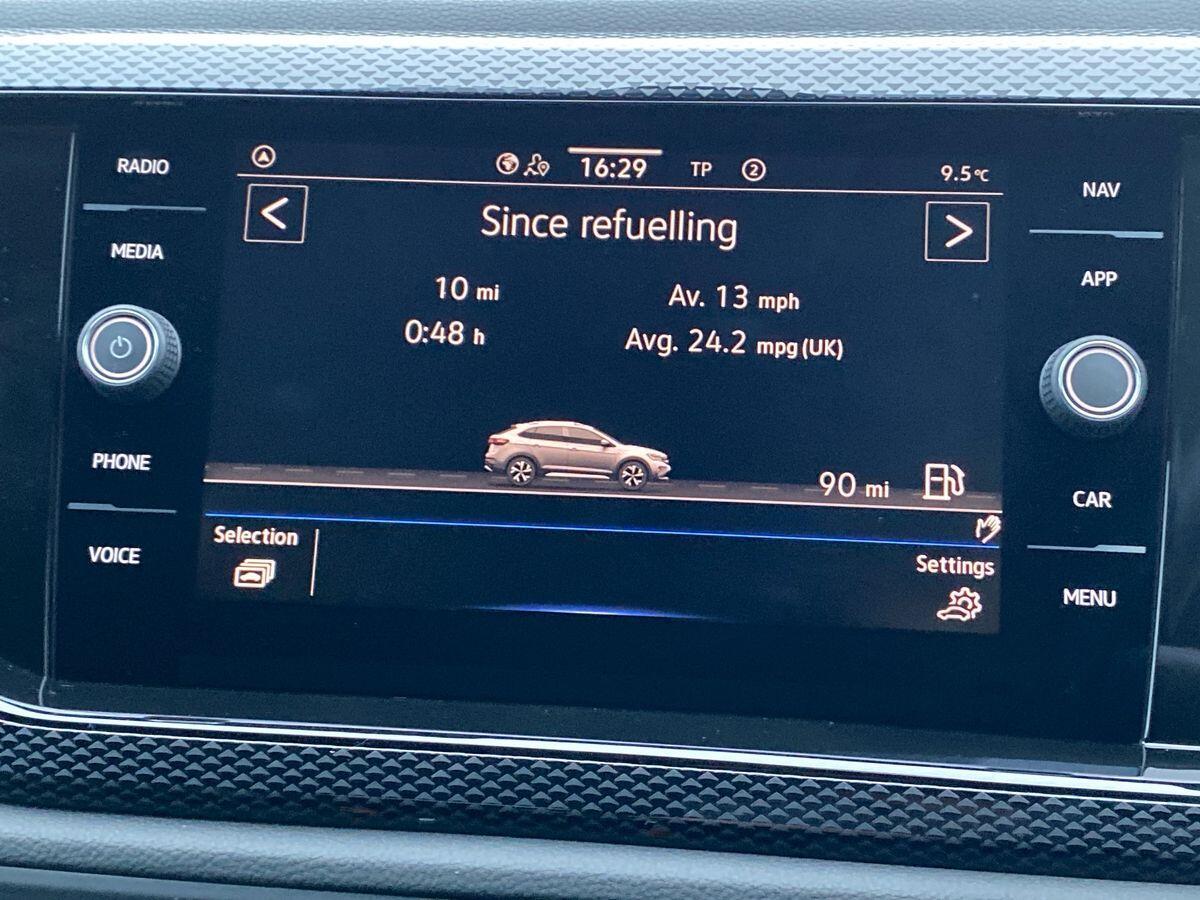 RADIO
MEDIA
PHONE
VOICE
16:29 TP 2 9.5°C
< Since refuelling >
10 mi Av. 13 mph
0:48 h Avg. 24.2 mpg (UK)
90 mi
Selection
Settings
NAV
APP
CAR
MENU